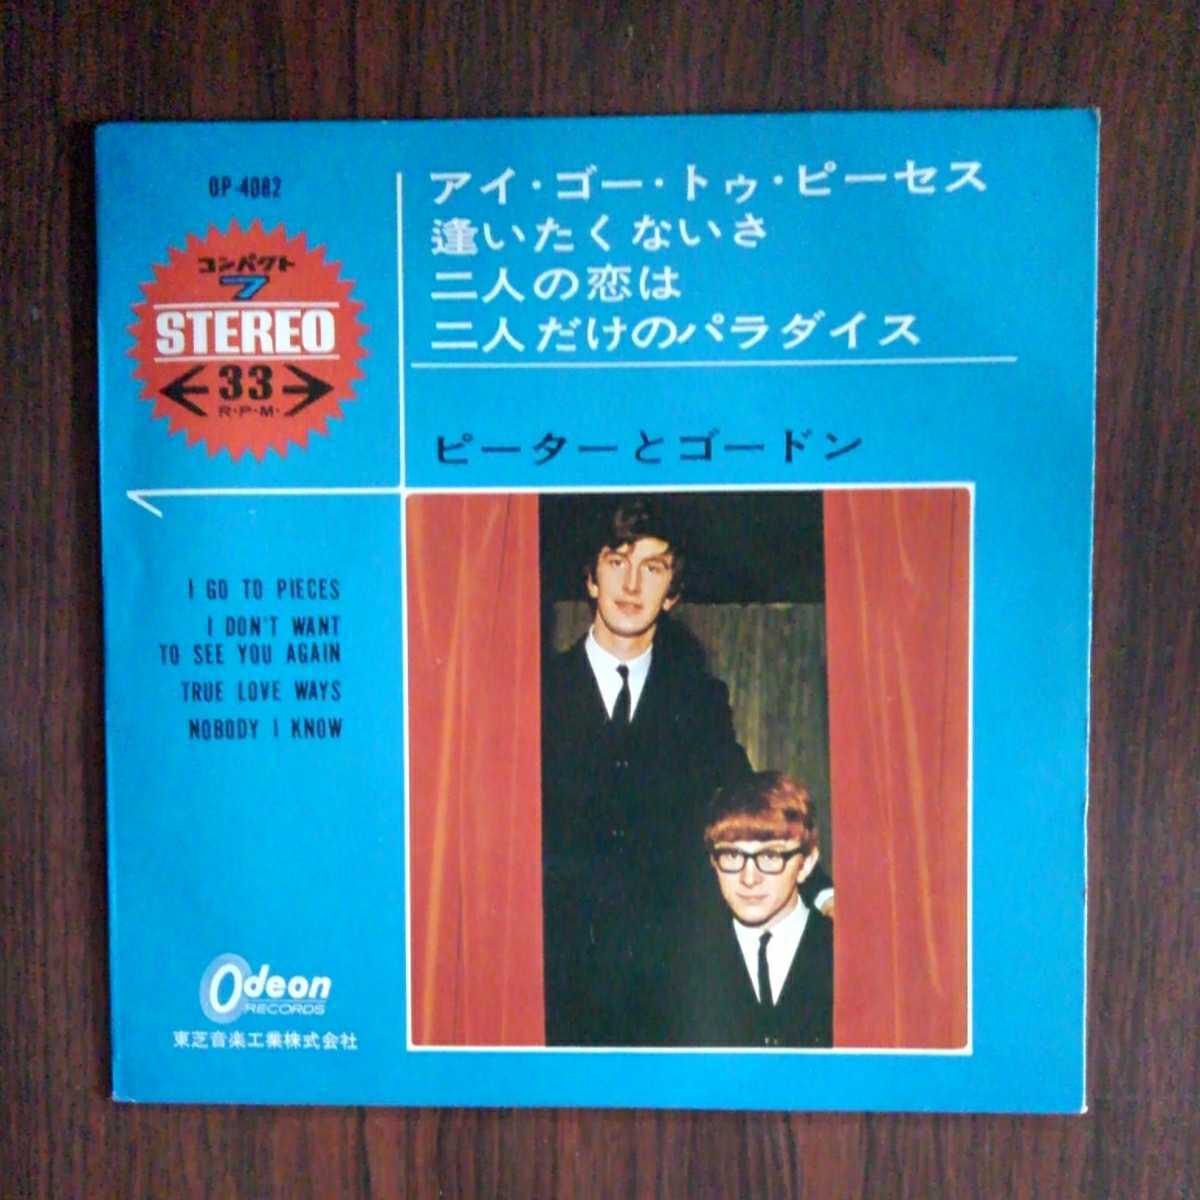 OP-4082
コンパクト
7
STEREO
33
R・P・M・
アイ・ゴー・トゥ・ピーセス
逢いたくないさ
二人の恋は
二人だけのパラダイス
ピーターとゴードン
I GO TO PIECES
I DON'T WANT
TO SEE YOU AGAIN
TRUE LOVE WAYS
NOBODY I KNOW
Odeon
RECORDS
東芝音楽工業株式会社